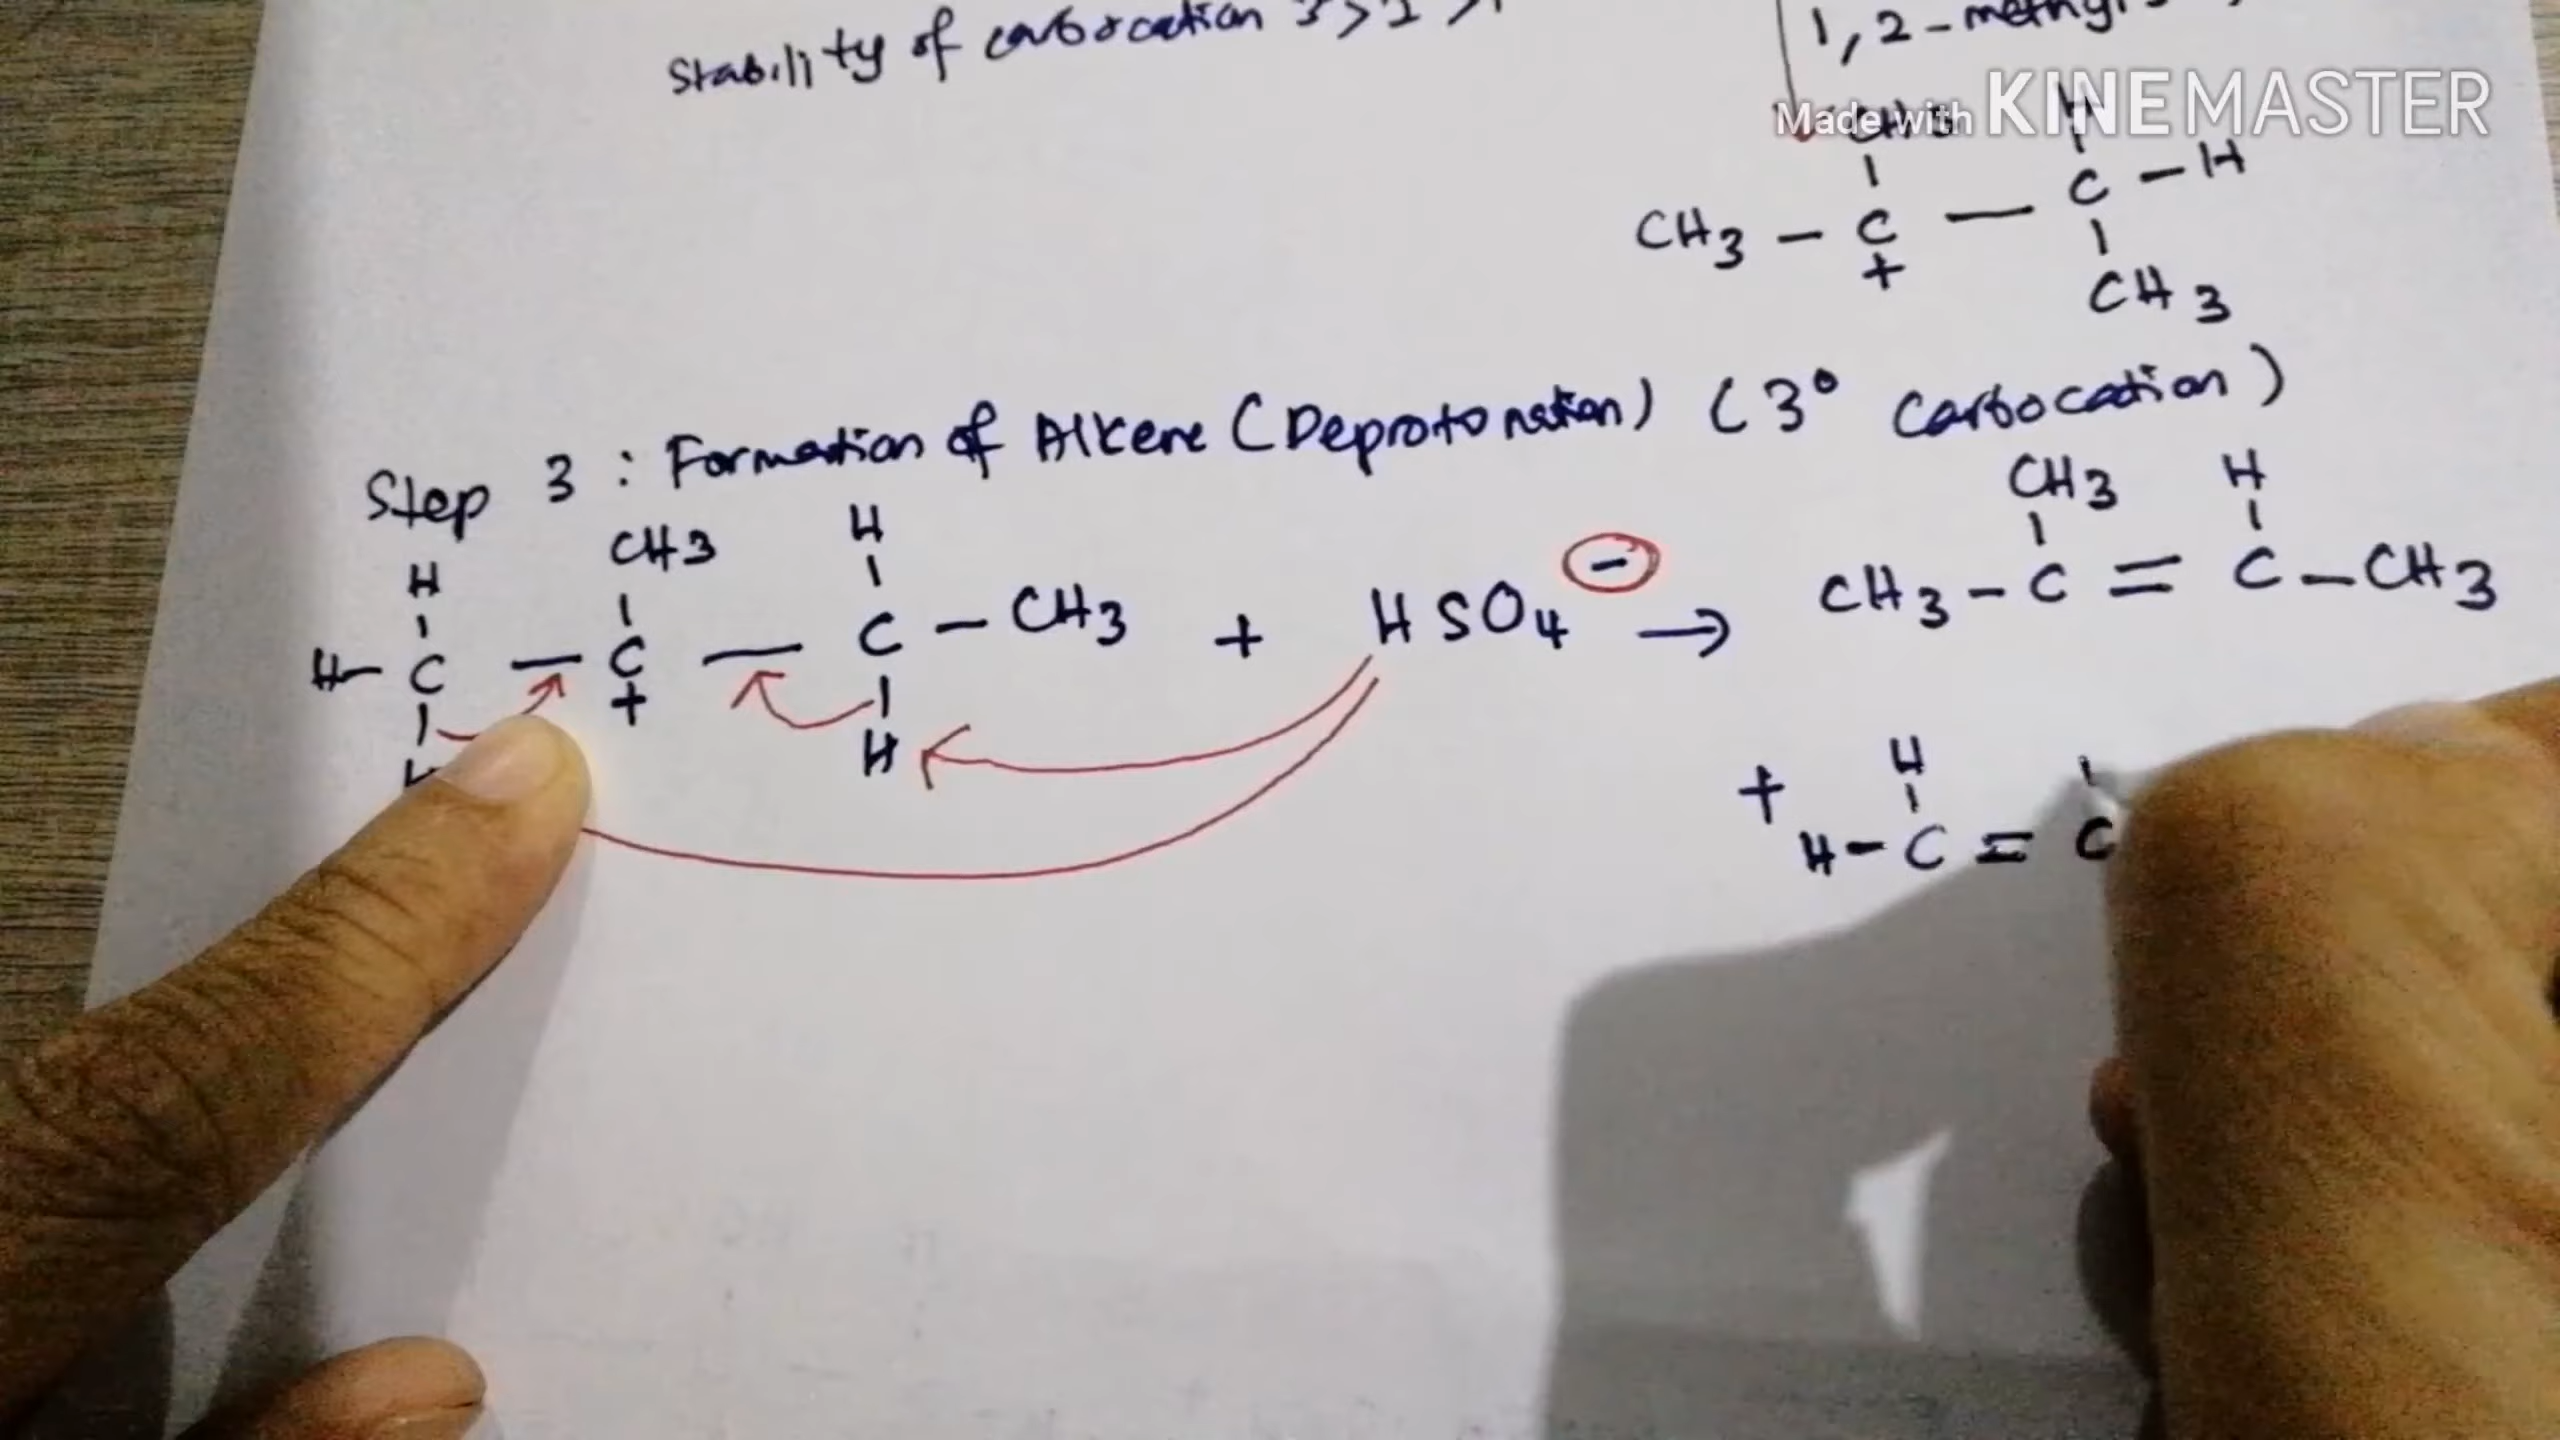 Stability of carbocation 3 > 2 >
1, 2 - methyl
Made with KINEMASTER
CH3 H
CH3 - C — C - H
+
CH3
Step 3 : Formation of Alkene (Deprotonation) (3° carbocation)
H CH3 H CH3 H
H - C — C — C - CH3 + HSO4 - → CH3 - C = C - CH3
+
H H
+ H
H - C = C